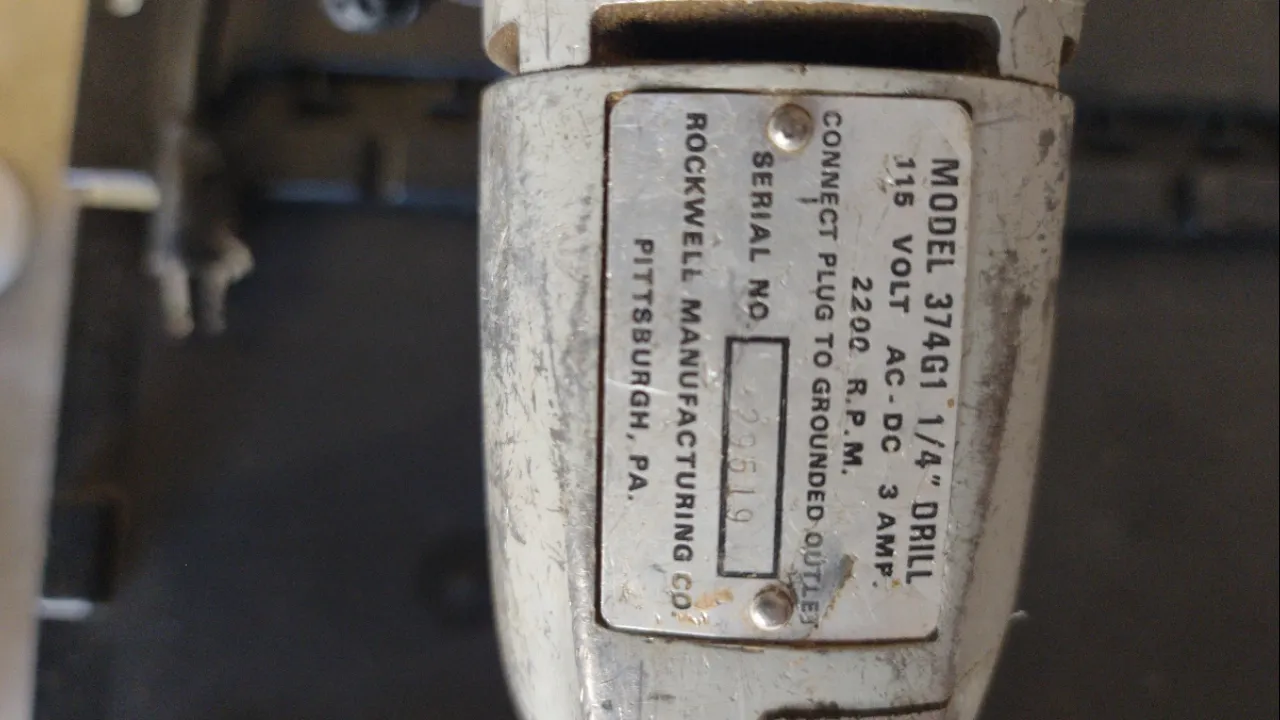 MODEL 374G1 1/4" DRILL
115 VOLT AC-DC 3 AMP.
2200 R.P.M.
CONNECT PLUG TO GROUNDED OUTLET
SERIAL NO. 29619
ROCKWELL MANUFACTURING CO.
PITTSBURGH, PA.